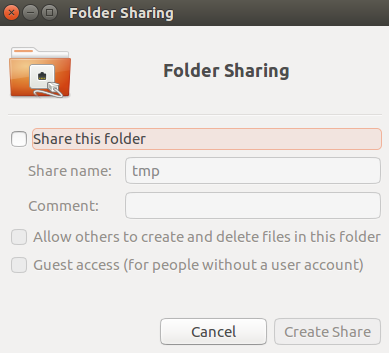 Folder Sharing
Folder Sharing
Share this folder
Share name: tmp
Comment:
Allow others to create and delete files in this folder
Guest access (for people without a user account)
Cancel Create Share